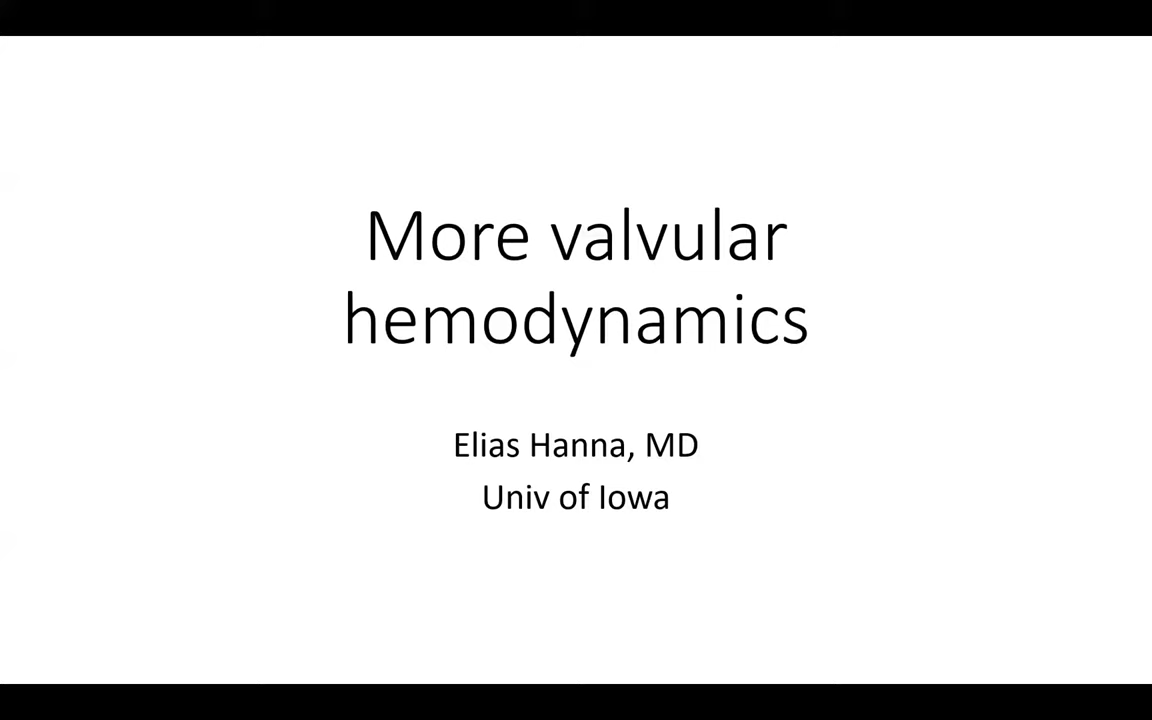 More valvular
hemodynamics
Elias Hanna, MD
Univ of Iowa